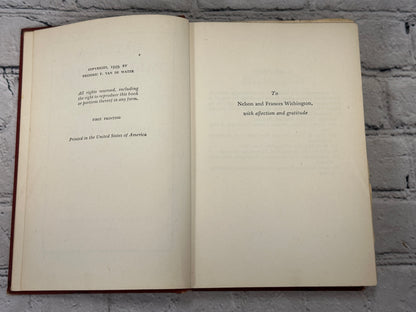 COPYRIGHT, 1939, BY
FREDERIC F. VAN DE WATER
All rights reserved, including
the right to reproduce this book
or portions thereof in any form.
FIRST PRINTING
Printed in the United States of America
To
Nelson and Frances Withington,
with affection and gratitude